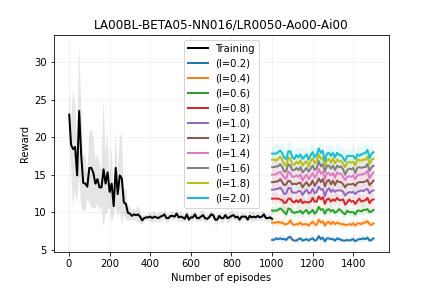 LA00BL-BETA05-NN016/LR0050-Ao00-Ai00
Reward
30
25
20
15
10
5
Training
(l=0.2)
(l=0.4)
(l=0.6)
(l=0.8)
(l=1.0)
(l=1.2)
(l=1.4)
(l=1.6)
(l=1.8)
(l=2.0)
0 200 400 600 800 1000 1200 1400
Number of episodes